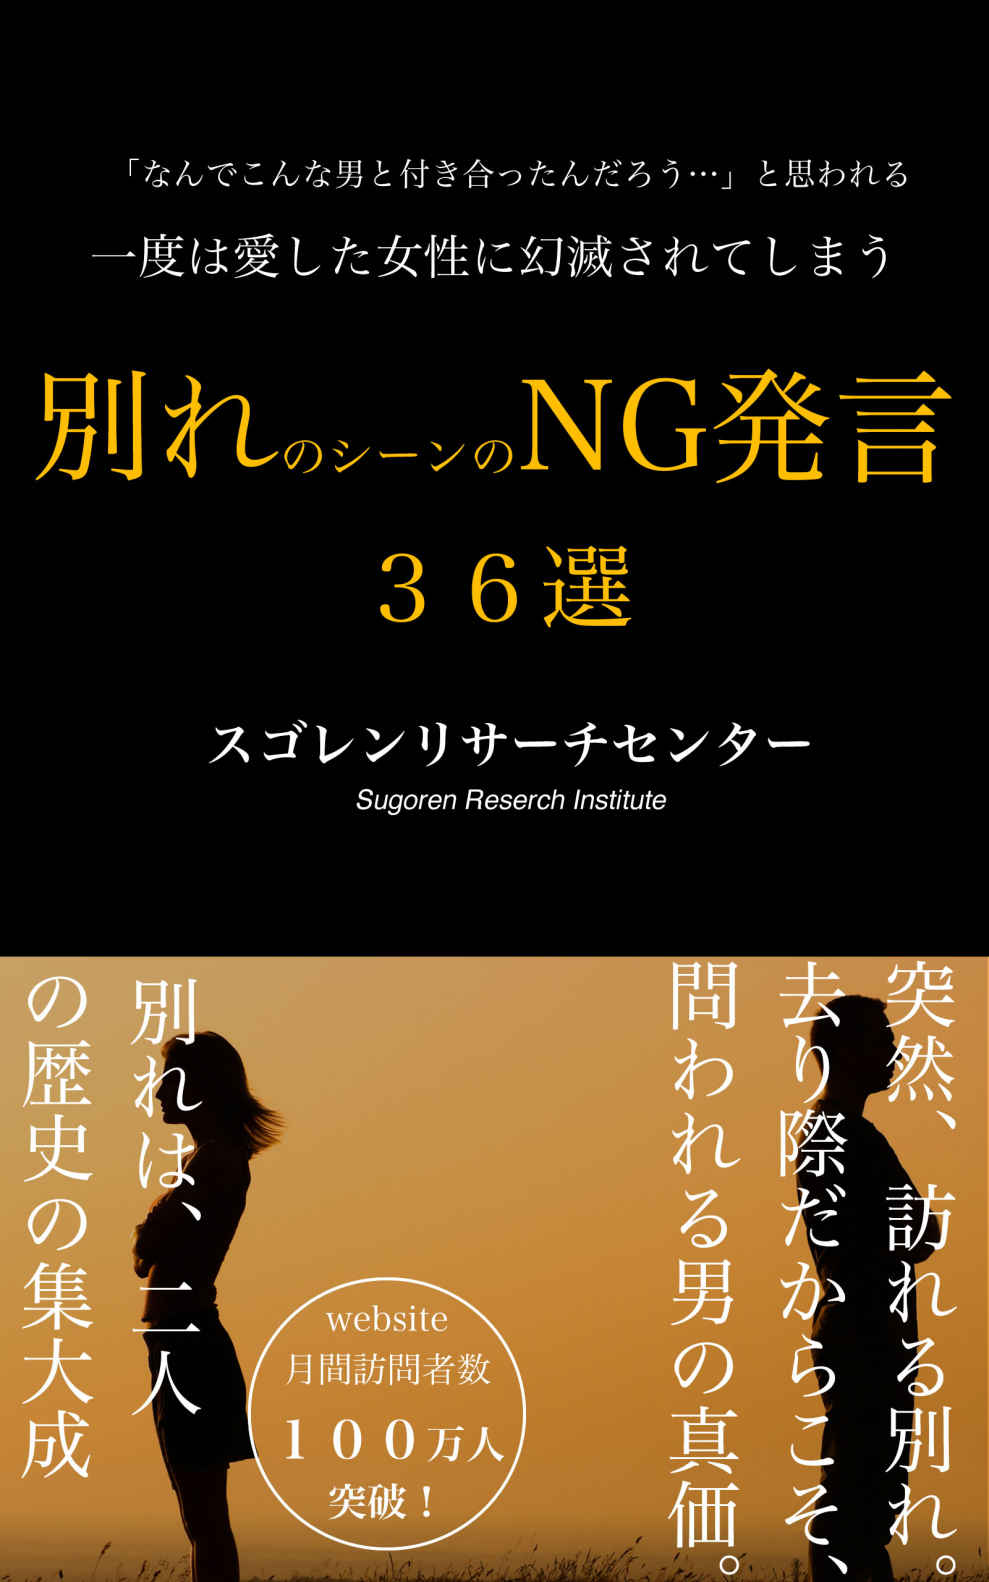 「なんでこんな男と付き合ったんだろう…」と思われる
一度は愛した女性に幻滅されてしまう
別れのシーンのNG発言
３６選
スゴレンリサーチセンター
Sugoren Reserch Institute
突然、訪れる別れ。
去り際だからこそ、
問われる男の真価。
別れは、二人
の歴史の集大成
website
月間訪問者数
１００万人
突破！